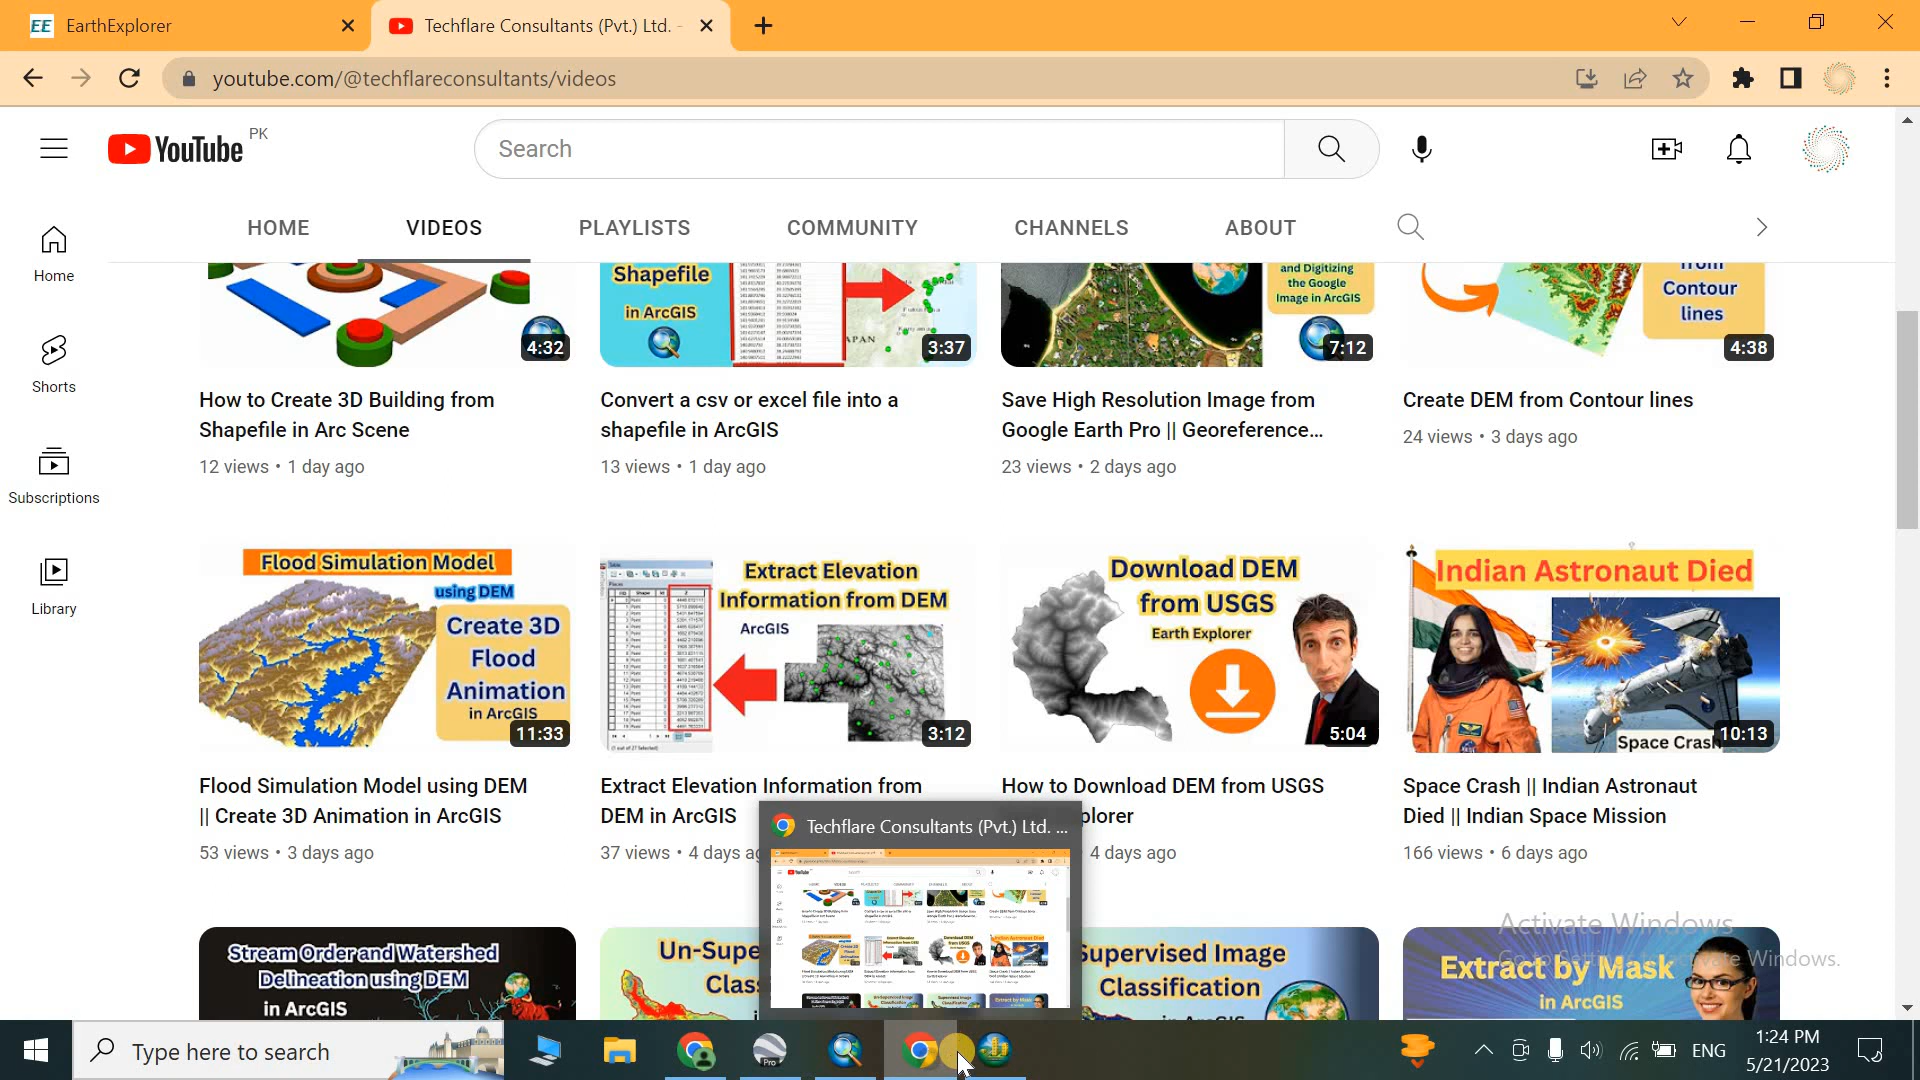 EE EarthExplorer
Techflare Consultants (Pvt.) Ltd. -
youtube.com/@techflareconsultants/videos
YouTube PK
Search
HOME VIDEOS PLAYLISTS COMMUNITY CHANNELS ABOUT
Home
Shorts
Subscriptions
Library
4:32
Shapefile
in ArcGIS
3:37
and Digitizing
the Google
Image in ArcGIS
7:12
from
Contour
lines
4:38
How to Create 3D Building from
Shapefile in Arc Scene
12 views • 1 day ago
Convert a csv or excel file into a
shapefile in ArcGIS
13 views • 1 day ago
Save High Resolution Image from
Google Earth Pro || Georeference...
23 views • 2 days ago
Create DEM from Contour lines
24 views • 3 days ago
Flood Simulation Model
using DEM
Create 3D
Flood
Animation
in ArcGIS
11:33
Extract Elevation
Information from DEM
ArcGIS
3:12
Download DEM
from USGS
Earth Explorer
5:04
Indian Astronaut Died
Space Crash
10:13
Flood Simulation Model using DEM
|| Create 3D Animation in ArcGIS
53 views • 3 days ago
Extract Elevation Information from
DEM in ArcGIS
37 views • 4 days
How to Download DEM from USGS
4 days ago
Space Crash || Indian Astronaut
Died || Indian Space Mission
166 views • 6 days ago
Techflare Consultants (Pvt.) Ltd. ...
Stream Order and Watershed
Delineation using DEM
in ArcGIS
Supervised Image
Classification
Extract by Mask
in ArcGIS
Activate Windows
Windows.
Type here to search
Pro
ENG
1:24 PM
5/21/2023